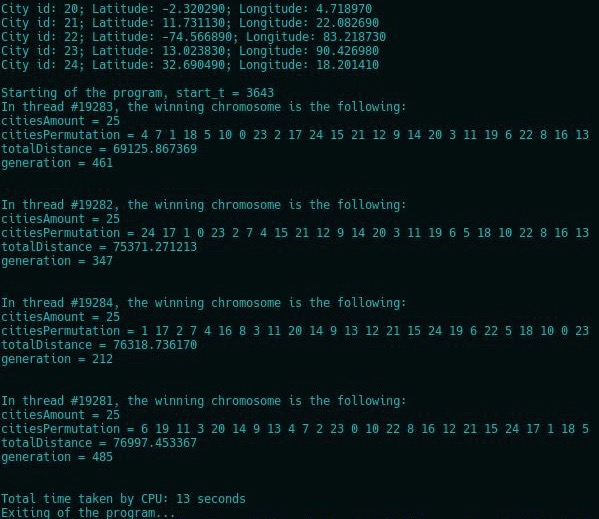 City id: 20; Latitude: -2.320290; Longitude: 4.718970
City id: 21; Latitude: 11.731130; Longitude: 22.082690
City id: 22; Latitude: -74.566890; Longitude: 83.218730
City id: 23; Latitude: 13.023830; Longitude: 90.426980
City id: 24; Latitude: 32.690490; Longitude: 18.201410
Starting of the program, start_t = 3643
In thread #19283, the winning chromosome is the following:
citiesAmount = 25
citiesPermutation = 4 7 1 18 5 10 0 23 2 17 24 15 21 12 9 14 20 3 11 19 6 22 8 16 13
totalDistance = 69125.867369
generation = 461
In thread #19282, the winning chromosome is the following:
citiesAmount = 25
citiesPermutation = 24 17 1 0 23 2 7 4 15 21 12 9 14 20 3 11 19 6 5 18 10 22 8 16 13
totalDistance = 75371.271213
generation = 347
In thread #19284, the winning chromosome is the following:
citiesAmount = 25
citiesPermutation = 1 17 2 7 4 16 8 3 11 20 14 9 13 12 21 15 24 19 6 22 5 18 10 0 23
totalDistance = 76318.736170
generation = 212
In thread #19281, the winning chromosome is the following:
citiesAmount = 25
citiesPermutation = 6 19 11 3 20 14 9 13 4 7 2 23 0 10 22 8 16 12 21 15 24 17 1 18 5
totalDistance = 76997.453367
generation = 485
Total time taken by CPU: 13 seconds
Exiting of the program...